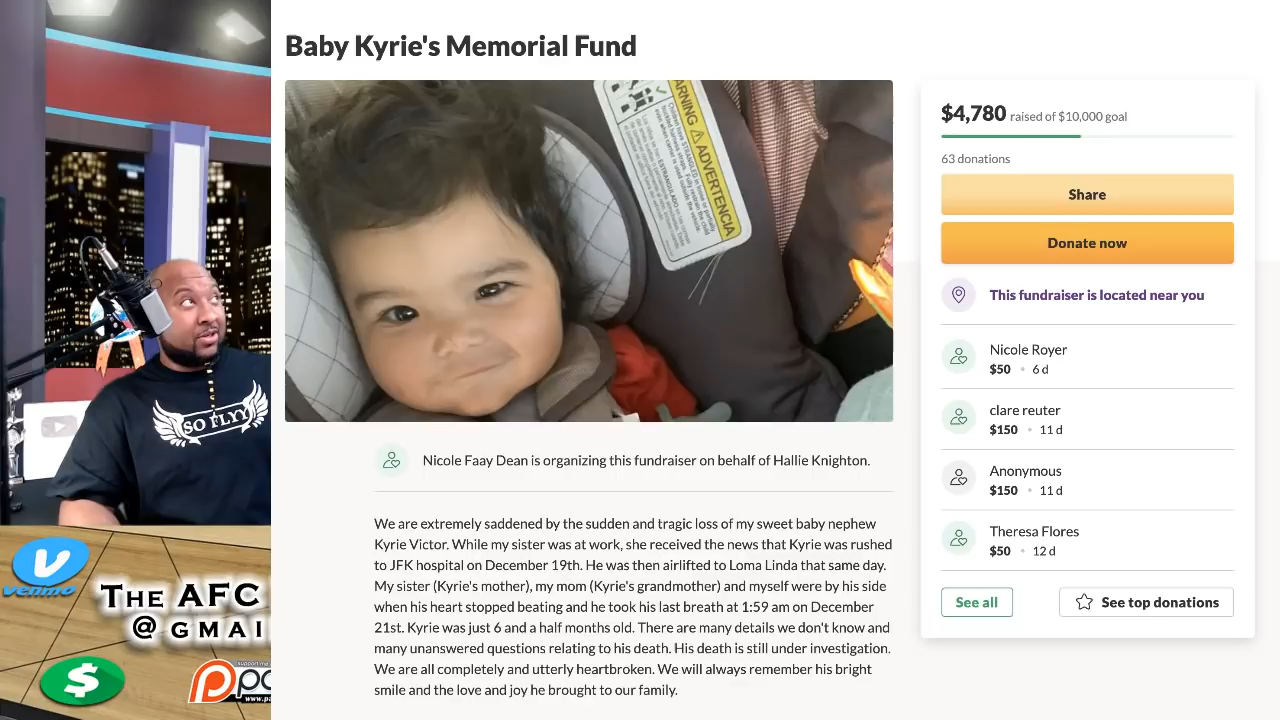 Baby Kyrie's Memorial Fund
WARNING ADVERTENCIA
$4,780 raised of $10,000 goal
63 donations
Share
Donate now
This fundraiser is located near you
Nicole Royer
$50 • 6 d
clare reuter
$150 • 11 d
Anonymous
$150 • 11 d
Theresa Flores
$50 • 12 d
See all
See top donations
Nicole Faay Dean is organizing this fundraiser on behalf of Hallie Knighton.
We are extremely saddened by the sudden and tragic loss of my sweet baby nephew
Kyrie Victor. While my sister was at work, she received the news that Kyrie was rushed
to JFK hospital on December 19th. He was then airlifted to Loma Linda that same day.
My sister (Kyrie's mother), my mom (Kyrie's grandmother) and myself were by his side
when his heart stopped beating and he took his last breath at 1:59 am on December
21st. Kyrie was just 6 and a half months old. There are many details we don't know and
many unanswered questions relating to his death. His death is still under investigation.
We are all completely and utterly heartbroken. We will always remember his bright
smile and the love and joy he brought to our family.
SO FLYY
venmo
THE AFC
@GMAI
$
support me